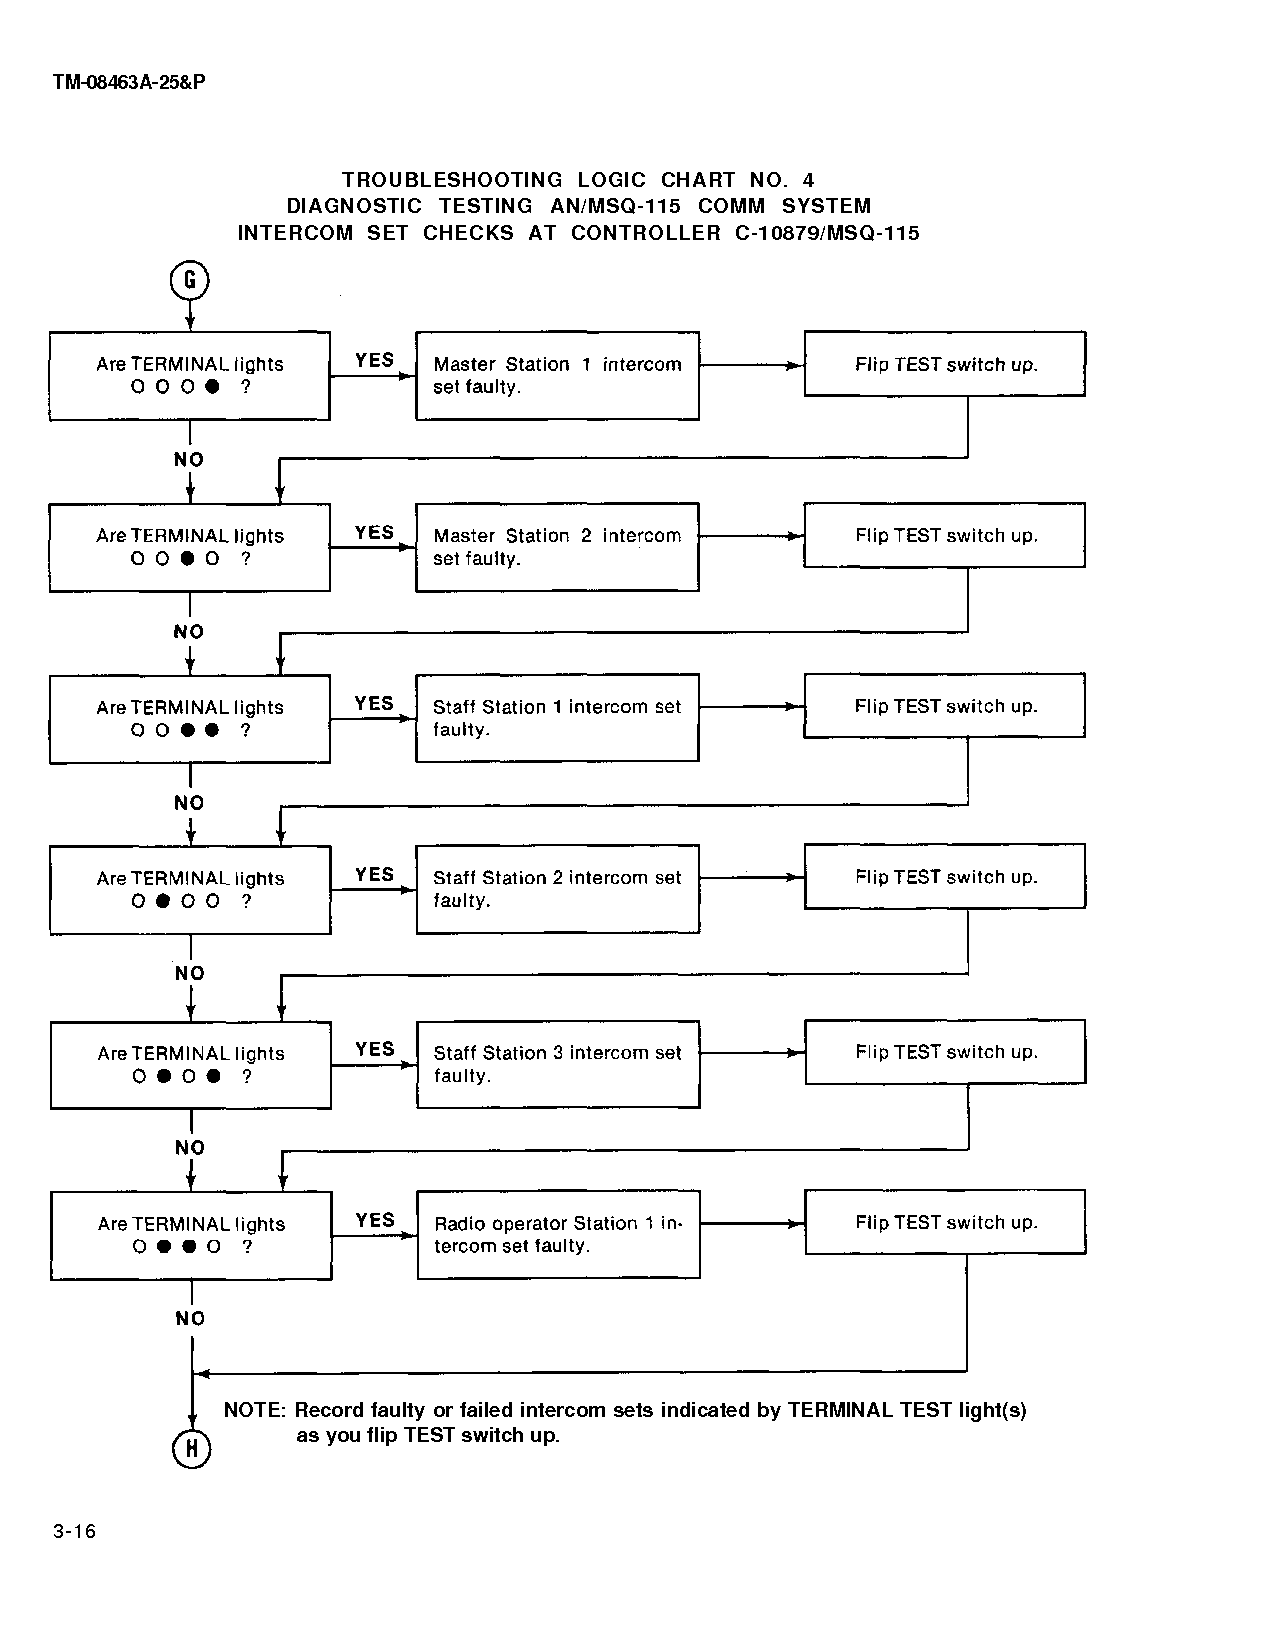 TM-08463A-25&P
TROUBLESHOOTING LOGIC CHART NO. 4
DIAGNOSTIC TESTING AN/MSQ-115 COMM SYSTEM
INTERCOM SET CHECKS AT CONTROLLER C-10879/MSQ-115
G
Are TERMINAL lights
O O O ● ?
YES
Master Station 1 intercom
set faulty.
Flip TEST switch up.
NO
Are TERMINAL lights
O O ● O ?
YES
Master Station 2 intercom
set faulty.
Flip TEST switch up.
NO
Are TERMINAL lights
O O ● ● ?
YES
Staff Station 1 intercom set
faulty.
Flip TEST switch up.
NO
Are TERMINAL lights
O ● O O ?
YES
Staff Station 2 intercom set
faulty.
Flip TEST switch up.
NO
Are TERMINAL lights
O ● O ● ?
YES
Staff Station 3 intercom set
faulty.
Flip TEST switch up.
NO
Are TERMINAL lights
O ● ● O ?
YES
Radio operator Station 1 in-
tercom set faulty.
Flip TEST switch up.
NO
NOTE: Record faulty or failed intercom sets indicated by TERMINAL TEST light(s)
as you flip TEST switch up.
H
3-16